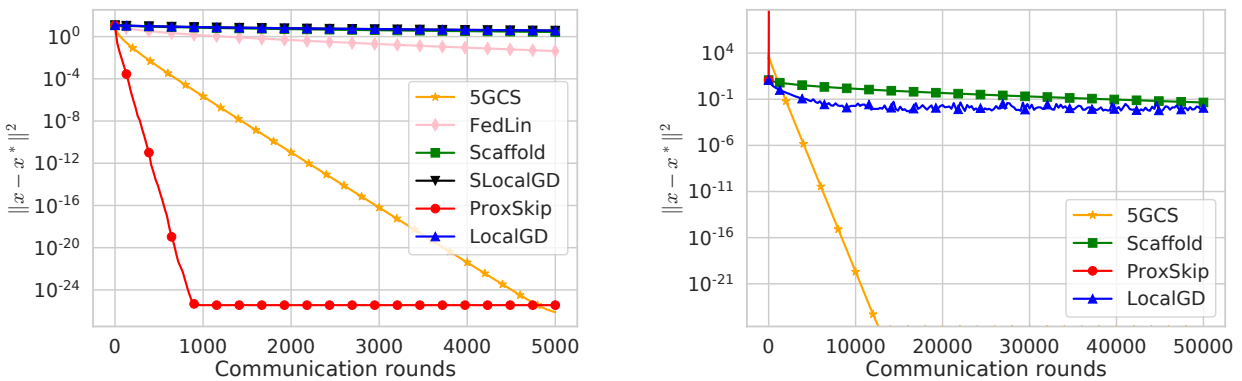 10^0
10^{-4}
10^{-8}
10^{-12}
10^{-16}
10^{-20}
10^{-24}
‖x − x*‖²
5GCS
FedLin
Scaffold
SLocalGD
ProxSkip
LocalGD
0 1000 2000 3000 4000 5000
Communication rounds
10^4
10^{-1}
10^{-6}
10^{-11}
10^{-16}
10^{-21}
‖x − x*‖²
5GCS
Scaffold
ProxSkip
LocalGD
0 10000 20000 30000 40000 50000
Communication rounds